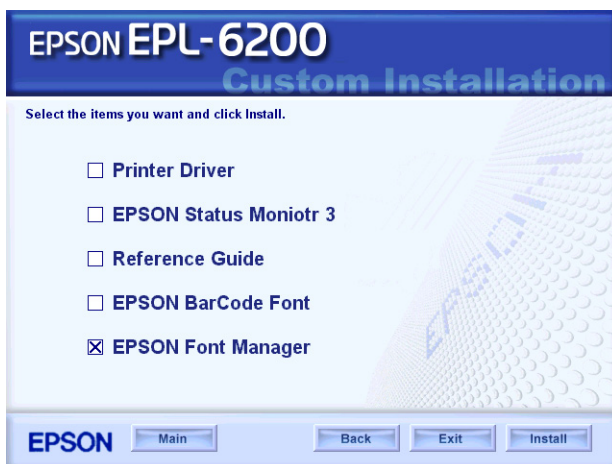 EPSON EPL-6200
Custom Installation
Select the items you want and click Install.
Printer Driver
EPSON Status Moniotr 3
Reference Guide
EPSON BarCode Font
EPSON Font Manager
EPSON
EPSON Main Back Exit Install